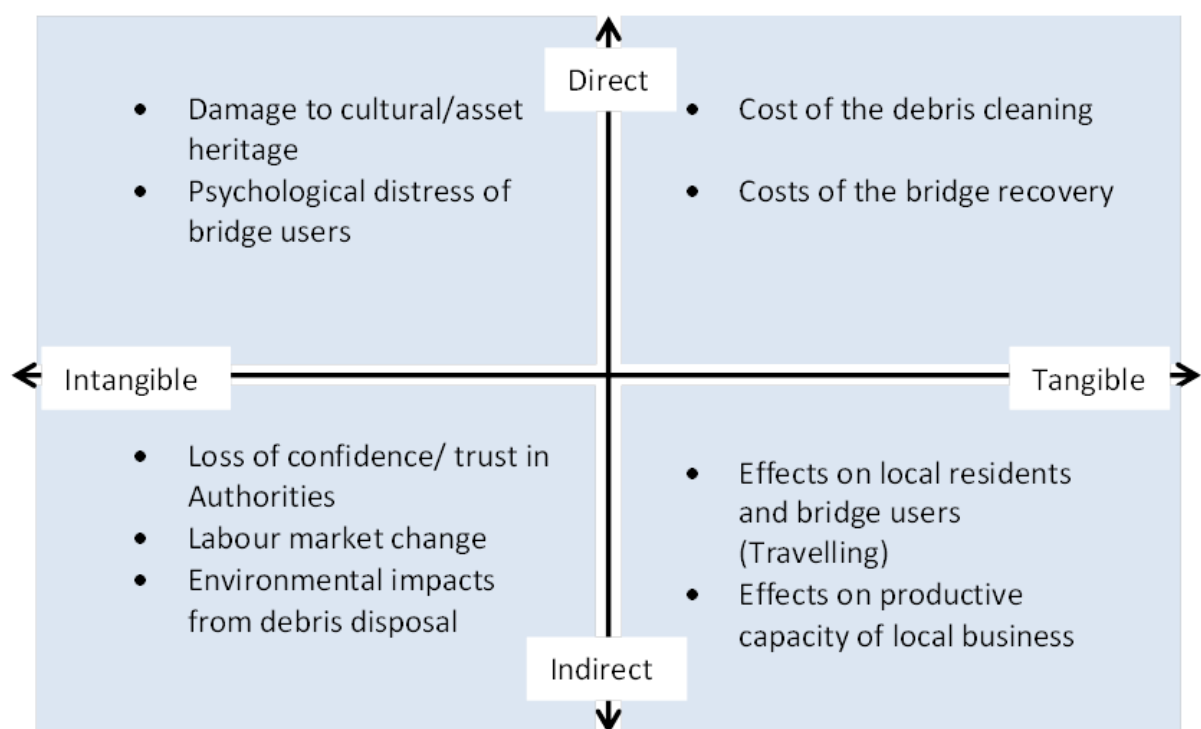 Direct
• Damage to cultural/asset
heritage
• Psychological distress of
bridge users
• Cost of the debris cleaning
• Costs of the bridge recovery
Intangible
Tangible
• Loss of confidence/ trust in
Authorities
• Labour market change
• Environmental impacts
from debris disposal
• Effects on local residents
and bridge users
(Travelling)
• Effects on productive
capacity of local business
Indirect